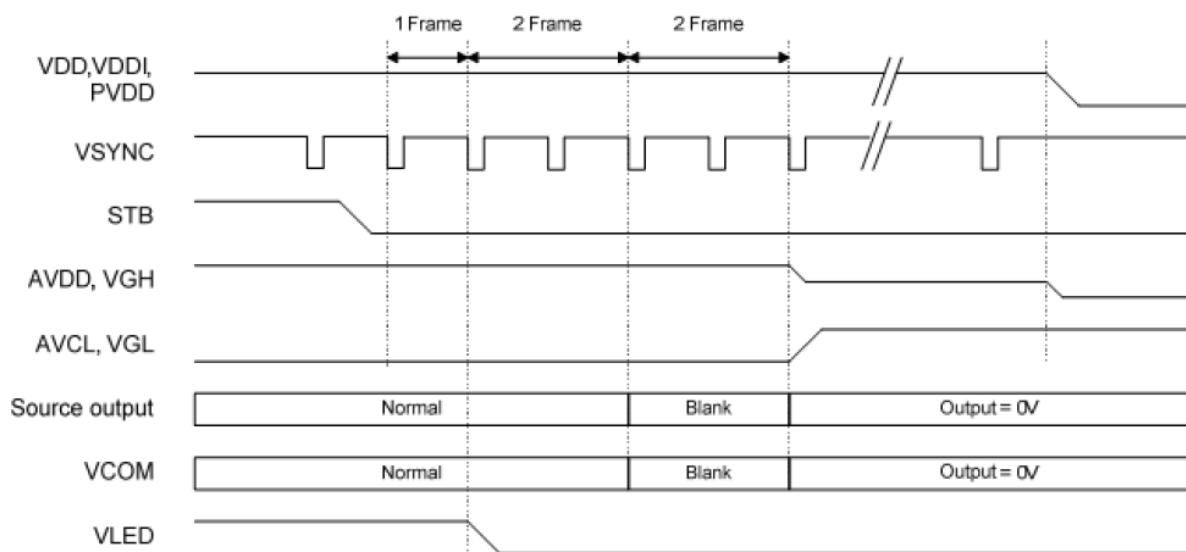 1 Frame 2 Frame 2 Frame
VDD,VDDI,
PVDD
VSYNC
STB
AVDD, VGH
AVCL, VGL
Source output Normal Blank Output = 0V
VCOM Normal Blank Output = 0V
VLED